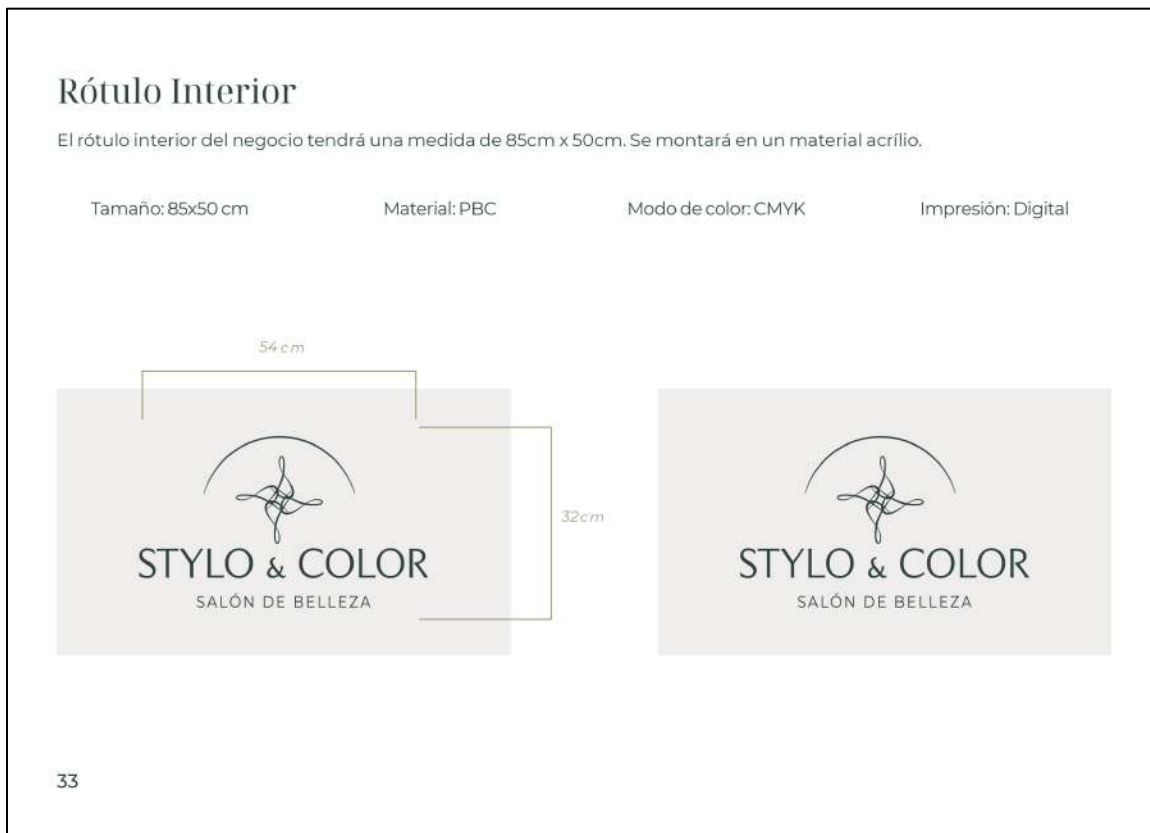 Rótulo Interior
El rótulo interior del negocio tendrá una medida de 85cm x 50cm. Se montará en un material acrílio.
Tamaño: 85x50 cm
Material: PBC
Modo de color: CMYK
Impresión: Digital
54 cm
32cm
STYLO & COLOR
SALÓN DE BELLEZA
STYLO & COLOR
SALÓN DE BELLEZA
33